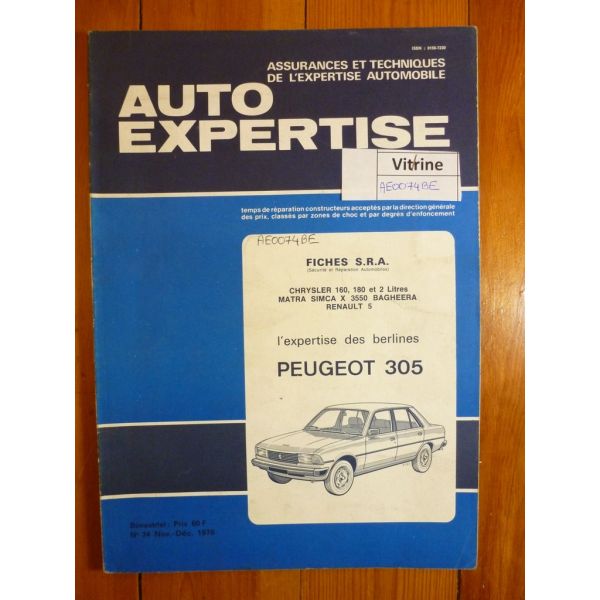 ISSN : 0150-7230
ASSURANCES ET TECHNIQUES
DE L'EXPERTISE AUTOMOBILE
AUTO
EXPERTISE
Vitrine
AE0074BE
temps de réparation constructeurs acceptés par la direction générale
des prix, classés par zones de choc et par degrés d'enfoncement
AE0074BE
FICHES S.R.A.
(Sécurité et Réparation Automobiles)
CHRYSLER 160, 180 et 2 Litres
MATRA SIMCA X 3550 BAGHEERA
RENAULT 5
l'expertise des berlines
PEUGEOT 305
Bimestriel : Prix 60 F
N° 74 Nov.-Déc. 1978